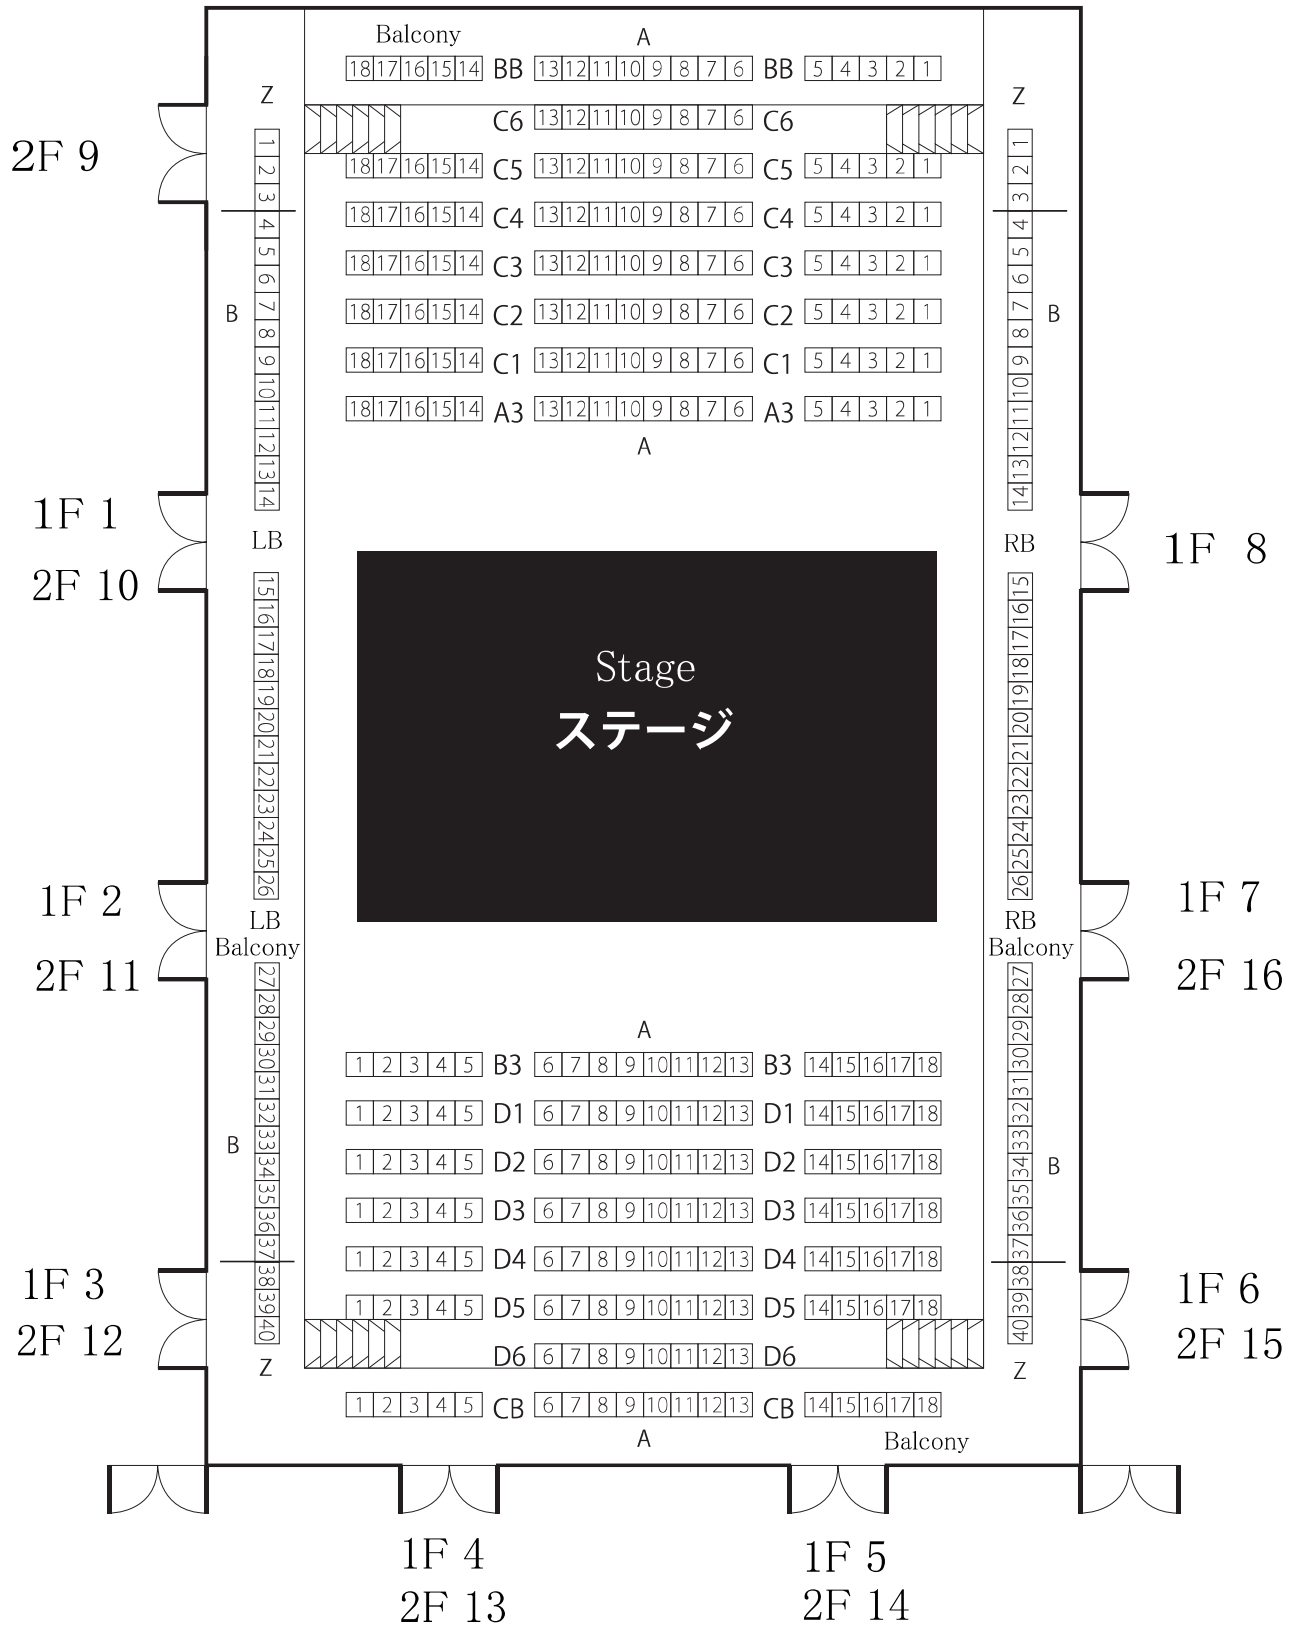 Balcony A
18 17 16 15 14 BB 13 12 11 10 9 8 7 6 BB 5 4 3 2 1
Z Z
C6 13 12 11 10 9 8 7 6 C6
2F 9
18 17 16 15 14 C5 13 12 11 10 9 8 7 6 C5 5 4 3 2 1
18 17 16 15 14 C4 13 12 11 10 9 8 7 6 C4 5 4 3 2 1
18 17 16 15 14 C3 13 12 11 10 9 8 7 6 C3 5 4 3 2 1
18 17 16 15 14 C2 13 12 11 10 9 8 7 6 C2 5 4 3 2 1
B B
18 17 16 15 14 C1 13 12 11 10 9 8 7 6 C1 5 4 3 2 1
18 17 16 15 14 A3 13 12 11 10 9 8 7 6 A3 5 4 3 2 1
A
1 2 3 4 5 6 7 8 9 10 11 12 13 14
1 2 3 4 5 6 7 8 9 10 11 12 13 14
1F 1
2F 10
LB RB
1F 8
15 16 17 18 19 20 21 22 23 24 25 26
15 16 17 18 19 20 21 22 23 24 25 26
Stage
ステージ
1F 2
2F 11
LB
Balcony
RB
Balcony
1F 7
2F 16
27 28 29 30 31 32 33 34 35 36 37 38 39 40
27 28 29 30 31 32 33 34 35 36 37 38 39 40
A
1 2 3 4 5 B3 6 7 8 9 10 11 12 13 B3 14 15 16 17 18
1 2 3 4 5 D1 6 7 8 9 10 11 12 13 D1 14 15 16 17 18
B B
1 2 3 4 5 D2 6 7 8 9 10 11 12 13 D2 14 15 16 17 18
1 2 3 4 5 D3 6 7 8 9 10 11 12 13 D3 14 15 16 17 18
1 2 3 4 5 D4 6 7 8 9 10 11 12 13 D4 14 15 16 17 18
1 2 3 4 5 D5 6 7 8 9 10 11 12 13 D5 14 15 16 17 18
1F 3
2F 12
1F 6
2F 15
D6 6 7 8 9 10 11 12 13 D6
Z Z
1 2 3 4 5 CB 6 7 8 9 10 11 12 13 CB 14 15 16 17 18
A Balcony
1F 4
2F 13
1F 5
2F 14